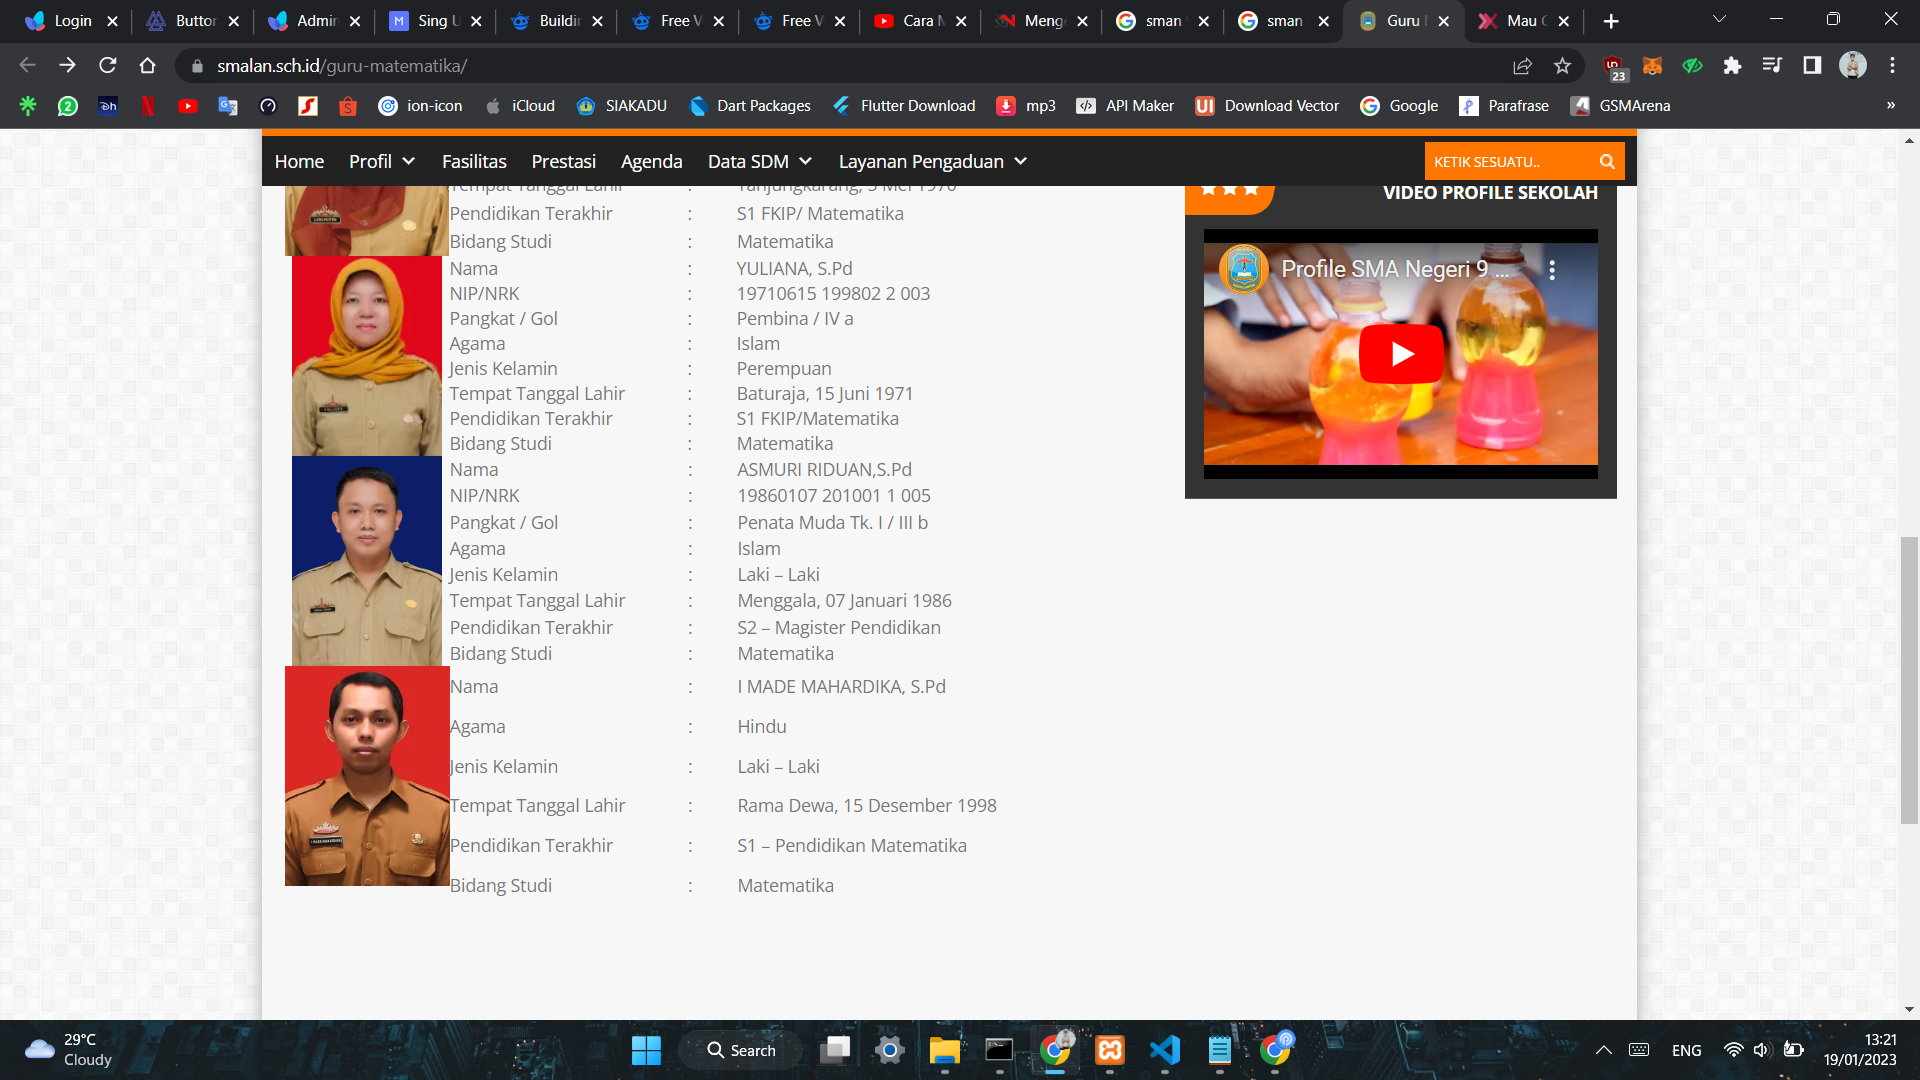 Login
Buttor
Admin
Sing U
Buildin
Free V
Free V
Cara M
Menge
sman
sman
Guru
Mau
smalan.sch.id/guru-matematika/
23
ion-icon
iCloud
SIAKADU
Dart Packages
Flutter Download
mp3
API Maker
Download Vector
Google
Parafrase
GSMArena
»
Home
Profil
Fasilitas
Prestasi
Agenda
Data SDM
Layanan Pengaduan
KETIK SESUATU..
Tempat Tanggal Lahir : Tanjungkarang, 5 Mei 1970
Pendidikan Terakhir : S1 FKIP/ Matematika
Bidang Studi : Matematika
Nama : YULIANA, S.Pd
NIP/NRK : 19710615 199802 2 003
Pangkat / Gol : Pembina / IV a
Agama : Islam
Jenis Kelamin : Perempuan
Tempat Tanggal Lahir : Baturaja, 15 Juni 1971
Pendidikan Terakhir : S1 FKIP/Matematika
Bidang Studi : Matematika
Nama : ASMURI RIDUAN,S.Pd
NIP/NRK : 19860107 201001 1 005
Pangkat / Gol : Penata Muda Tk. I / III b
Agama : Islam
Jenis Kelamin : Laki – Laki
Tempat Tanggal Lahir : Menggala, 07 Januari 1986
Pendidikan Terakhir : S2 – Magister Pendidikan
Bidang Studi : Matematika
Nama : I MADE MAHARDIKA, S.Pd
Agama : Hindu
Jenis Kelamin : Laki – Laki
Tempat Tanggal Lahir : Rama Dewa, 15 Desember 1998
Pendidikan Terakhir : S1 – Pendidikan Matematika
Bidang Studi : Matematika
VIDEO PROFILE SEKOLAH
Profile SMA Negeri 9 ...
29°C
Cloudy
Search
ENG
13:21
19/01/2023